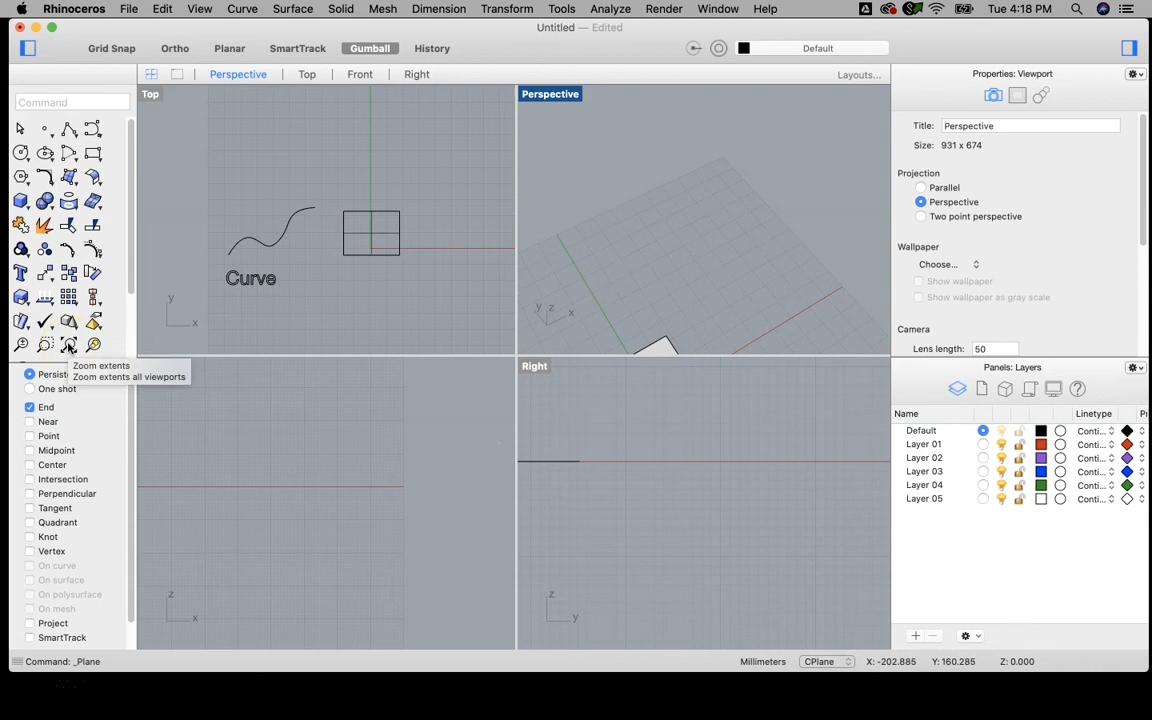 Rhinoceros File Edit View Curve Surface Solid Mesh Dimension Transform Tools Analyze Render Window Help Tue 4:18 PM
Untitled — Edited
Grid Snap Ortho Planar SmartTrack Gumball History Default
Perspective Top Front Right Layouts... Properties: Viewport
Top
Perspective
Command
Title: Perspective
Size: 931 x 674
Projection
Parallel
Perspective
Two point perspective
Wallpaper
Choose...
Show wallpaper
Show wallpaper as gray scale
Camera
Lens length: 50
Curve
y
x
y z x
Zoom extents
Zoom extents all viewports
Right
Persist
One shot
End
Near
Point
Midpoint
Center
Intersection
Perpendicular
Tangent
Quadrant
Knot
Vertex
On curve
On surface
On polysurface
On mesh
Project
SmartTrack
z
x
z
y
Panels: Layers
Name Linetype Pr
Default Conti...
Layer 01 Conti...
Layer 02 Conti...
Layer 03 Conti...
Layer 04 Conti...
Layer 05 Conti...
Command: _Plane Millimeters CPlane X: -202.885 Y: 160.285 Z: 0.000